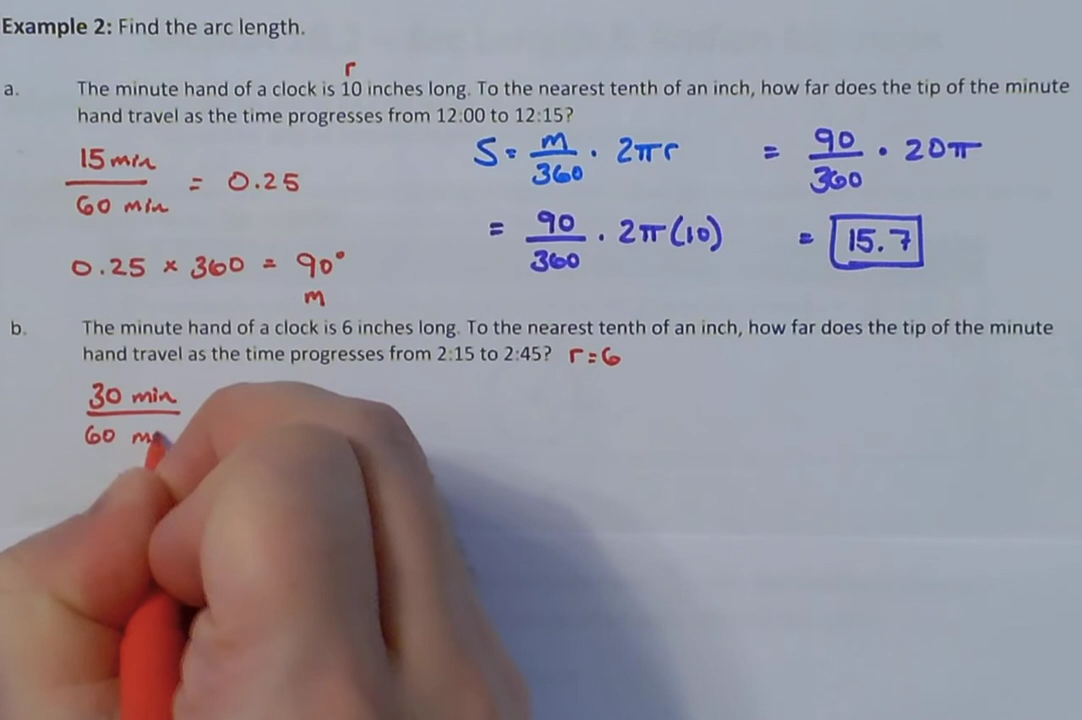 Example 2: Find the arc length.
r
a. The minute hand of a clock is 10 inches long. To the nearest tenth of an inch, how far does the tip of the minute
hand travel as the time progresses from 12:00 to 12:15?
15 min
60 min
= 0.25
0.25 × 360 = 90°
m
S = m/360 · 2πr
= 90/360 · 2π(10)
= 90/360 · 20π
= 15.7
b. The minute hand of a clock is 6 inches long. To the nearest tenth of an inch, how far does the tip of the minute
hand travel as the time progresses from 2:15 to 2:45? r = 6
30 min
60 m